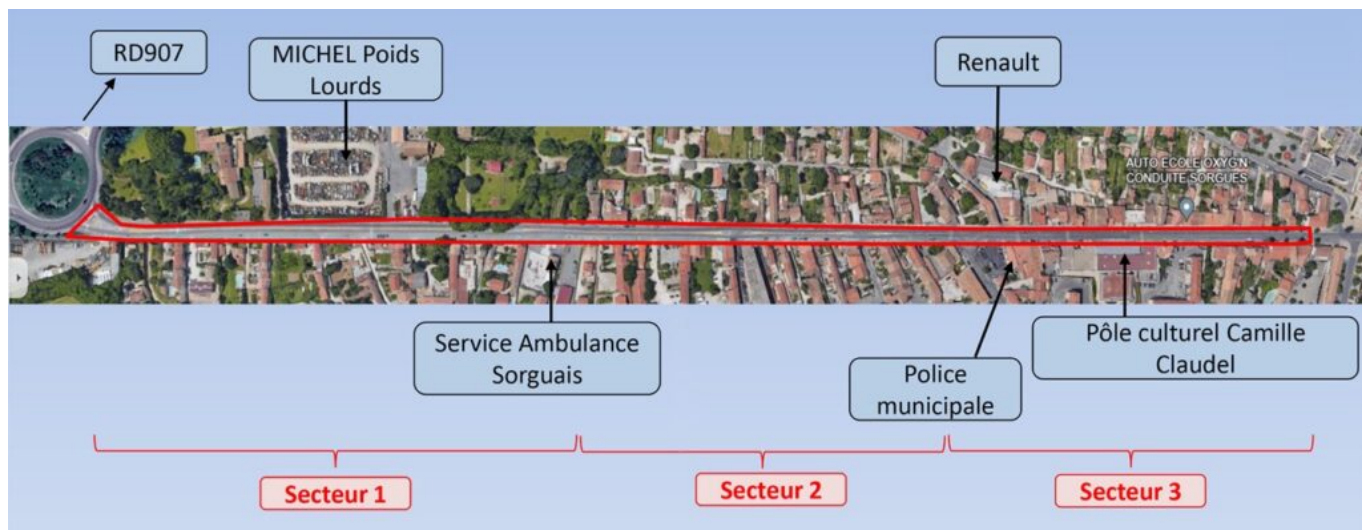 RD907
MICHEL Poids
Lourds
Renault
AUTO ECOLE OXYG'N
CONDUITE SORGUES
Service Ambulance
Sorguais
Police
municipale
Pôle culturel Camille
Claudel
Secteur 1
Secteur 2
Secteur 3